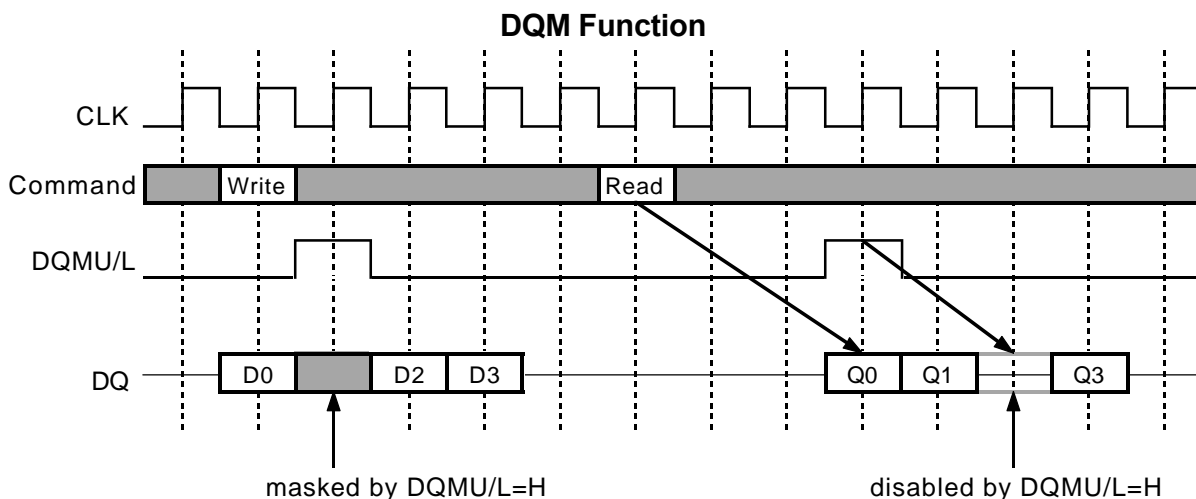 DQM Function
CLK
Command Write Read
DQMU/L
DQ D0 D2 D3 Q0 Q1 Q3
masked by DQMU/L=H disabled by DQMU/L=H